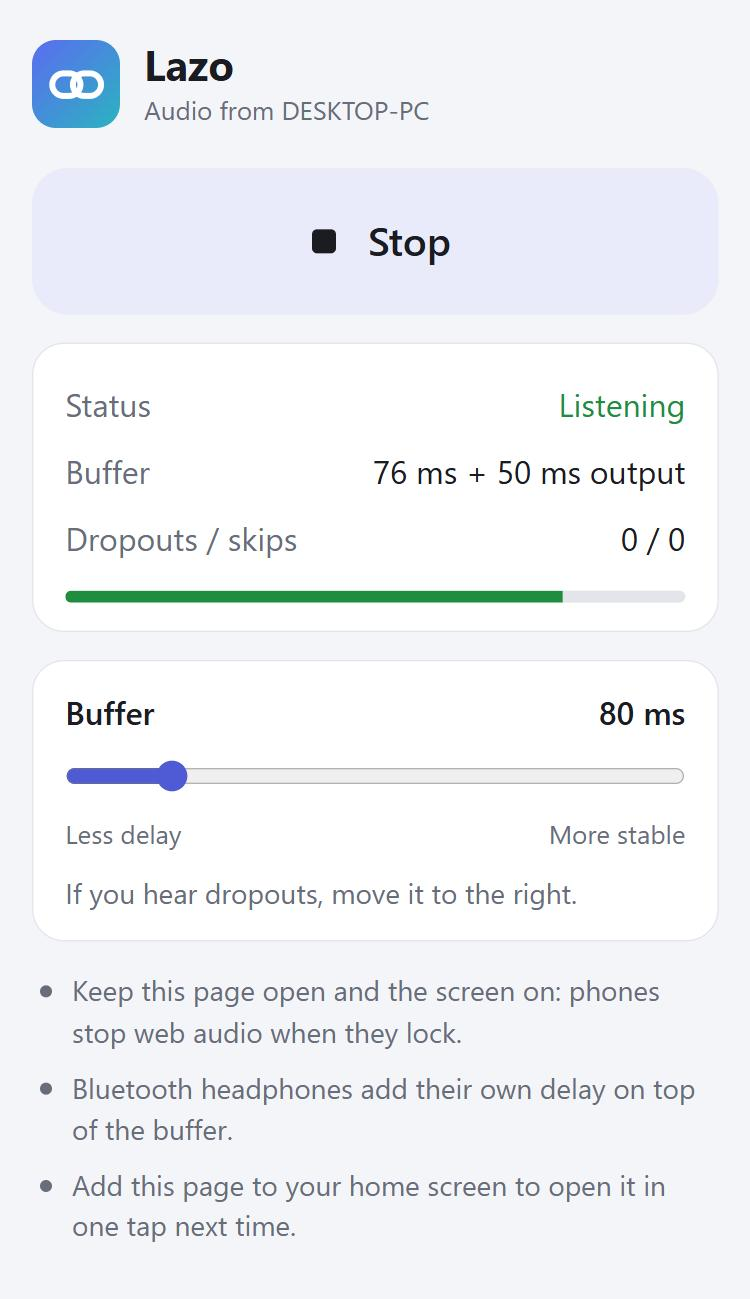 Lazo
Audio from DESKTOP-PC
Stop
Status Listening
Buffer 76 ms + 50 ms output
Dropouts / skips 0 / 0
Buffer 80 ms
Less delay More stable
If you hear dropouts, move it to the right.
Keep this page open and the screen on: phones
stop web audio when they lock.
Bluetooth headphones add their own delay on top
of the buffer.
Add this page to your home screen to open it in
one tap next time.